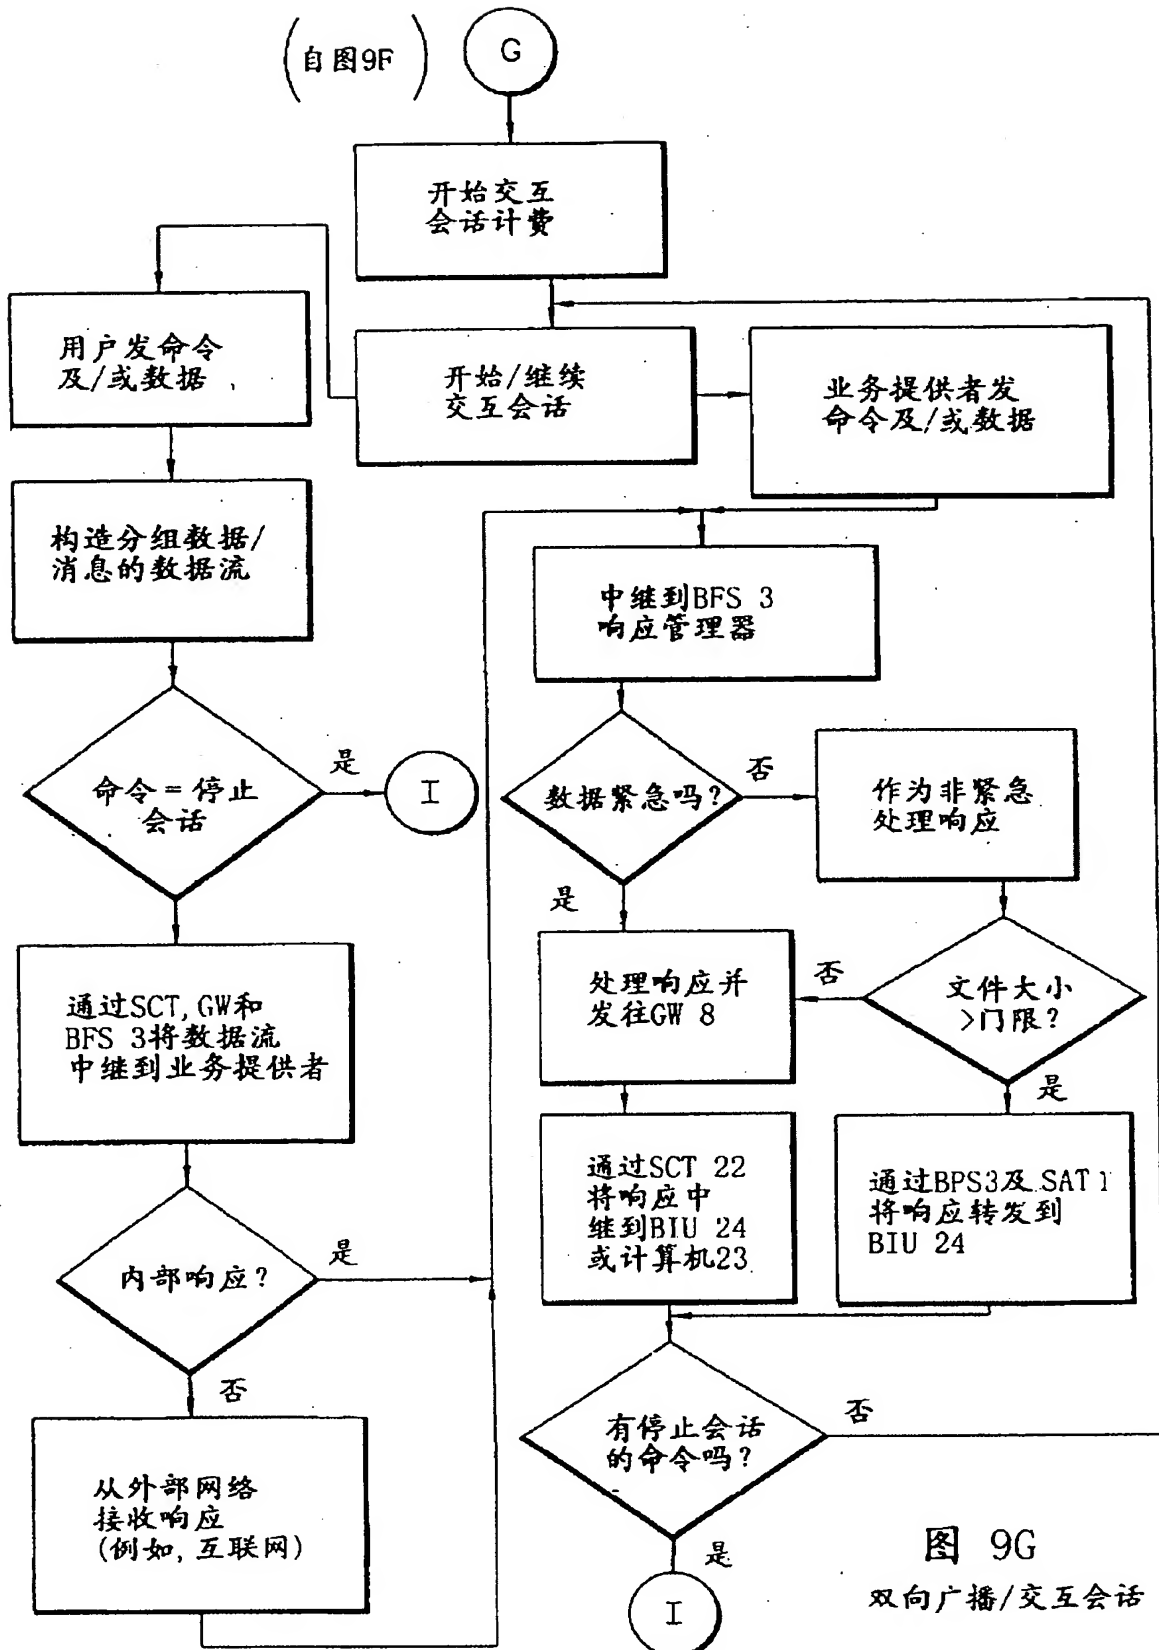 (自图9F)
G
开始交互
会话计费
用户发命令
及/或数据
开始/继续
交互会话
业务提供者发
命令及/或数据
构造分组数据/
消息的数据流
中继到BFS 3
响应管理器
命令=停止
会话
是
I
数据紧急吗?
否
作为非紧急
处理响应
是
通过SCT,GW和
BFS 3将数据流
中继到业务提供者
处理响应并
发往GW 8
否
文件大小
>门限?
是
内部响应?
是
通过SCT 22
将响应中
继到BIU 24
或计算机23
通过BPS3及SAT1
将响应转发到
BIU 24
否
从外部网络
接收响应
(例如,互联网)
有停止会话
的命令吗?
否
是
I
图 9G
双向广播/交互会话